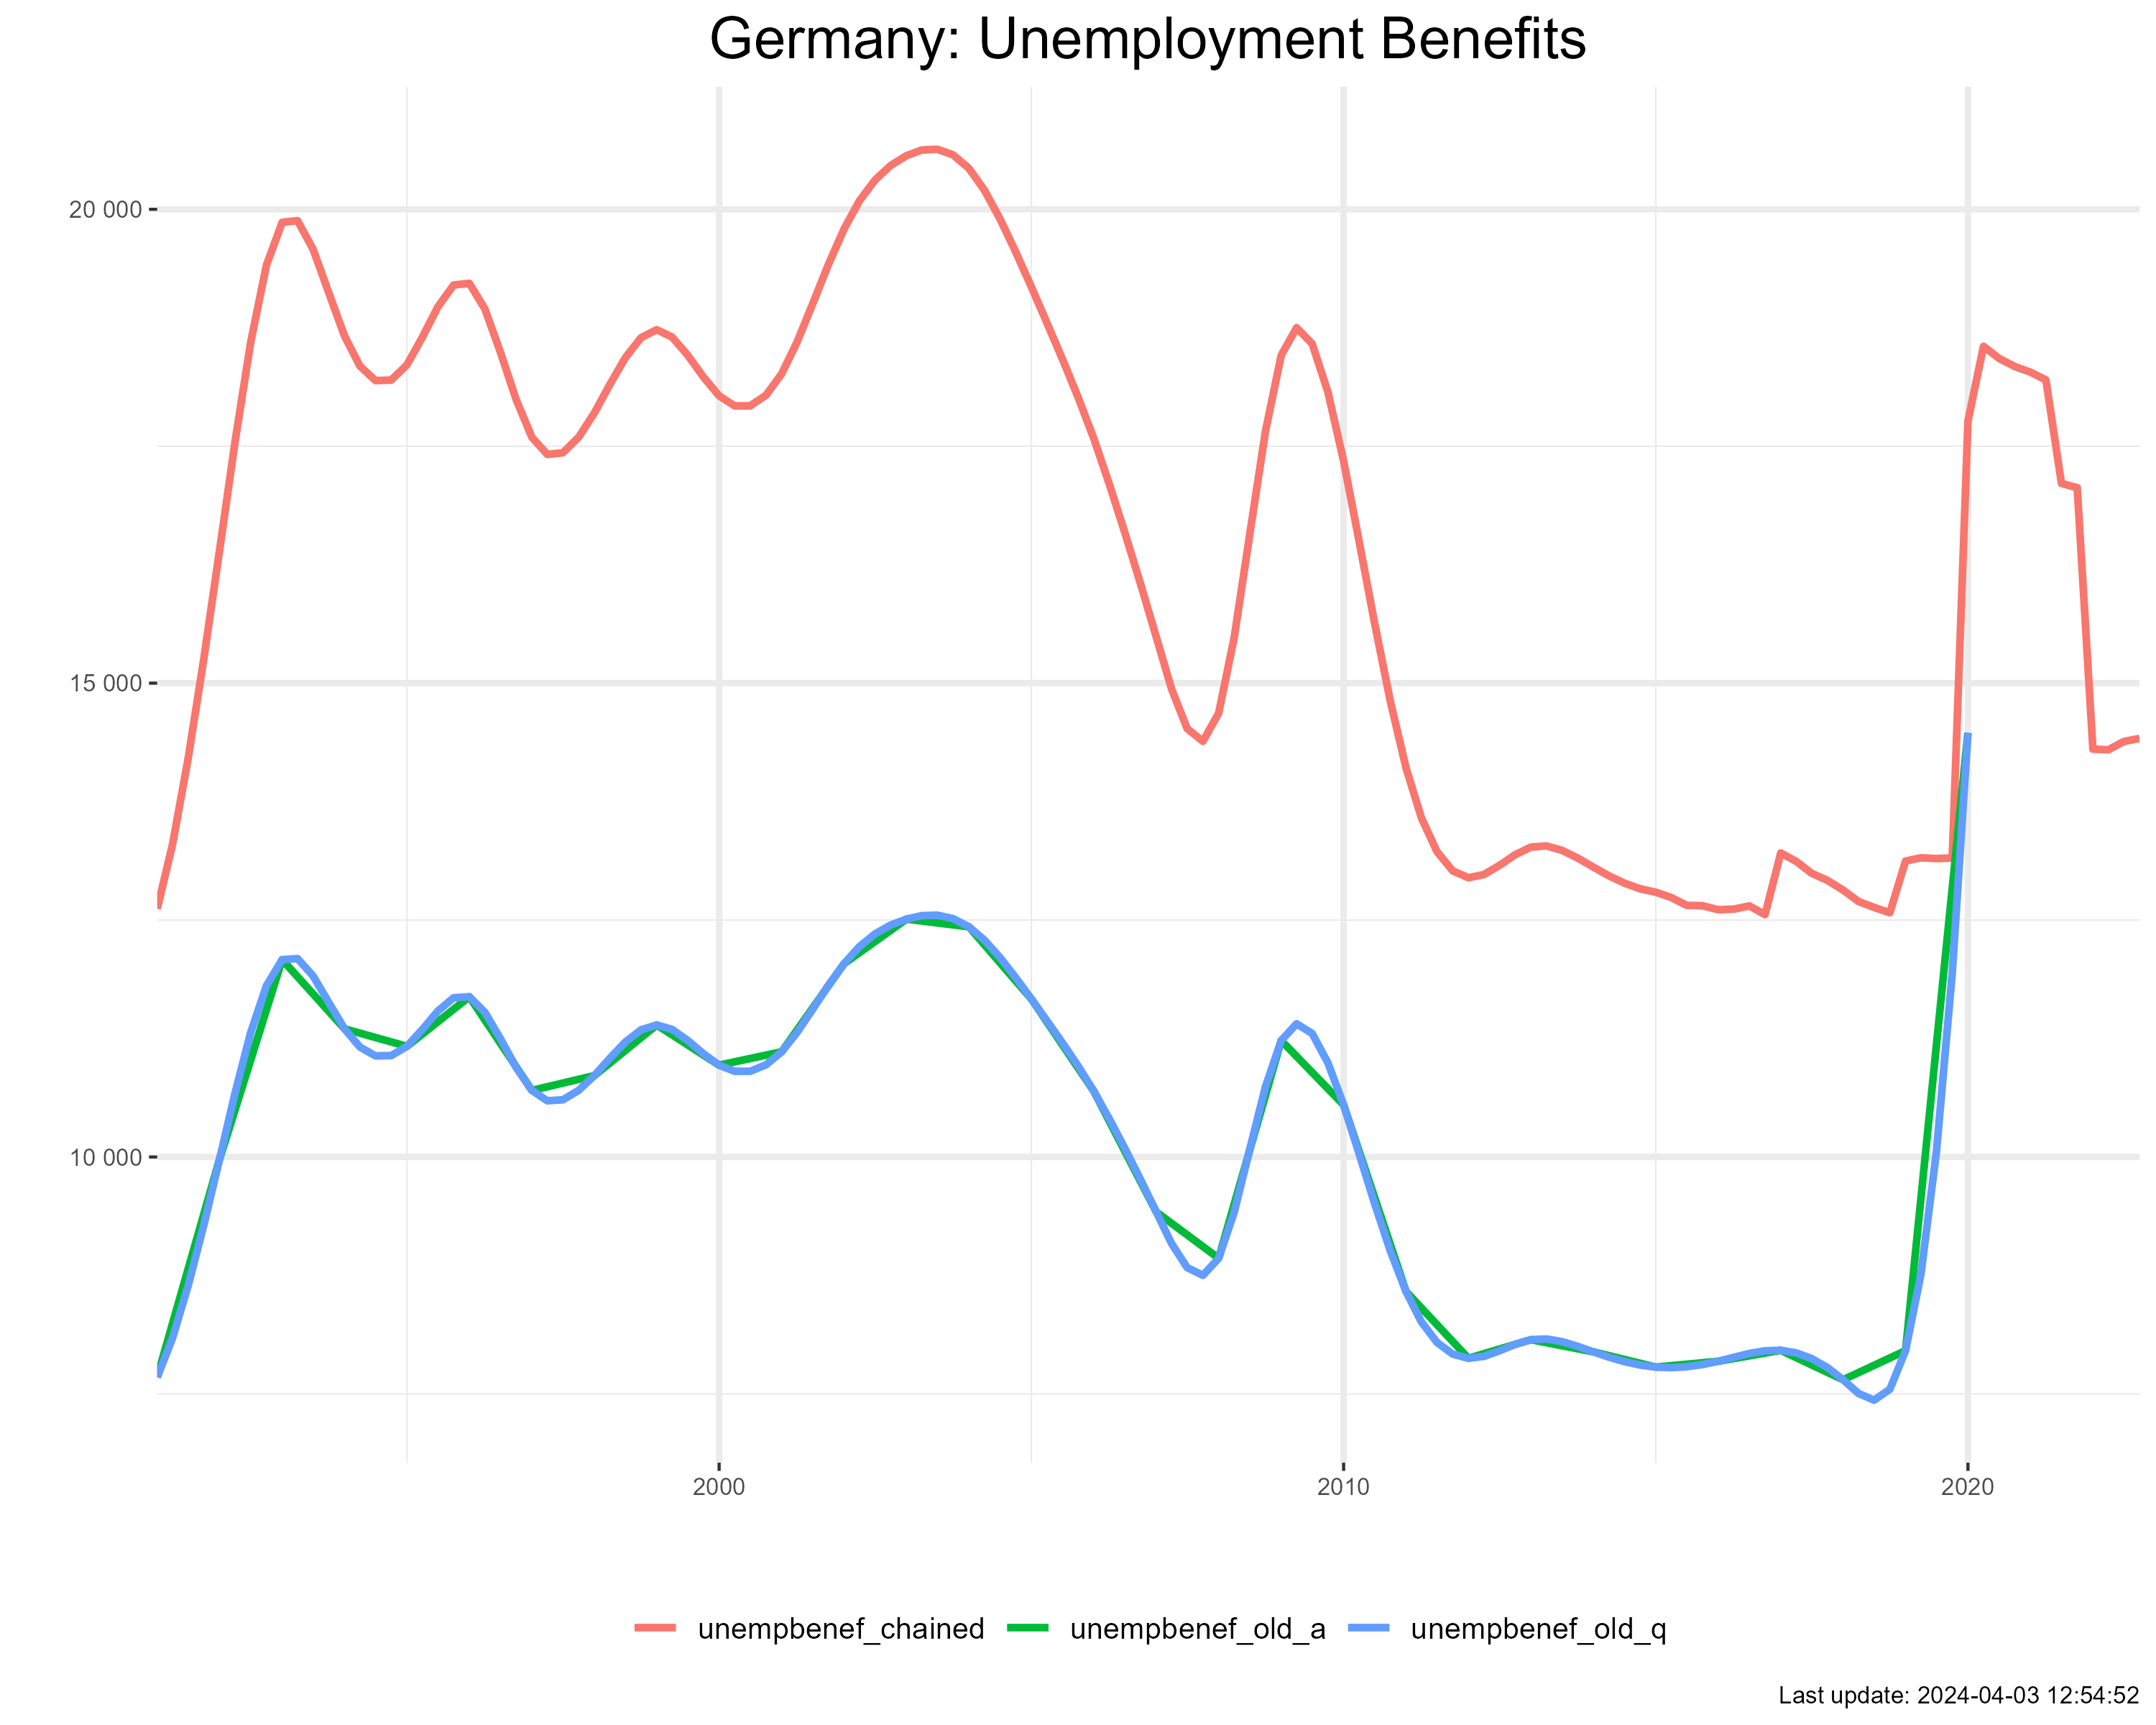 Germany: Unemployment Benefits
20 000
15 000
10 000
2000
2010
2020
unempbenef_chained
unempbenef_old_a
unempbenef_old_q
Last update: 2024-04-03 12:54:52